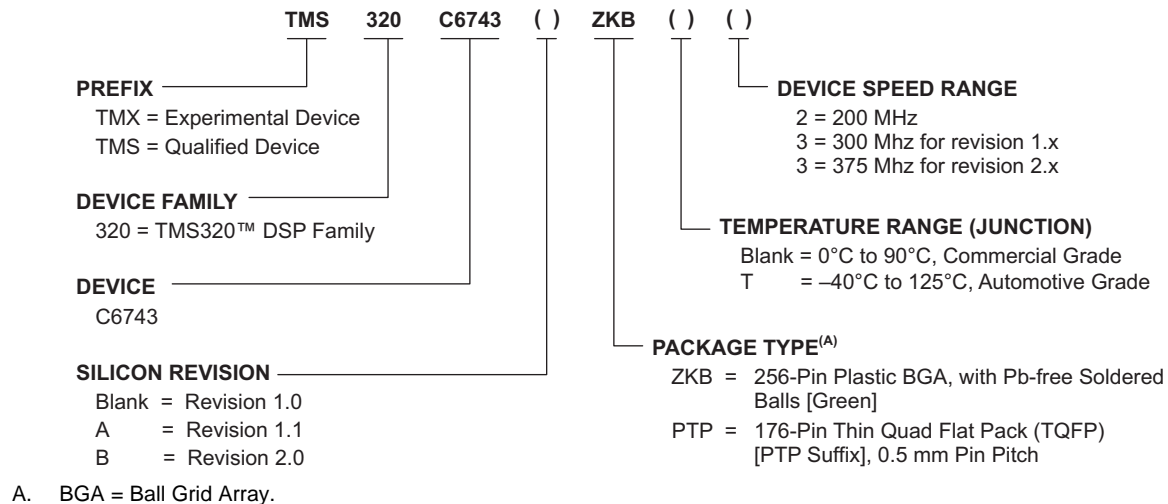 TMS 320 C6743 ( ) ZKB ( ) ( )
PREFIX
TMX = Experimental Device
TMS = Qualified Device
DEVICE FAMILY
320 = TMS320™ DSP Family
DEVICE
C6743
SILICON REVISION
Blank = Revision 1.0
A = Revision 1.1
B = Revision 2.0
DEVICE SPEED RANGE
2 = 200 MHz
3 = 300 Mhz for revision 1.x
3 = 375 Mhz for revision 2.x
TEMPERATURE RANGE (JUNCTION)
Blank = 0°C to 90°C, Commercial Grade
T = –40°C to 125°C, Automotive Grade
PACKAGE TYPE(A)
ZKB = 256-Pin Plastic BGA, with Pb-free Soldered
Balls [Green]
PTP = 176-Pin Thin Quad Flat Pack (TQFP)
[PTP Suffix], 0.5 mm Pin Pitch
A. BGA = Ball Grid Array.